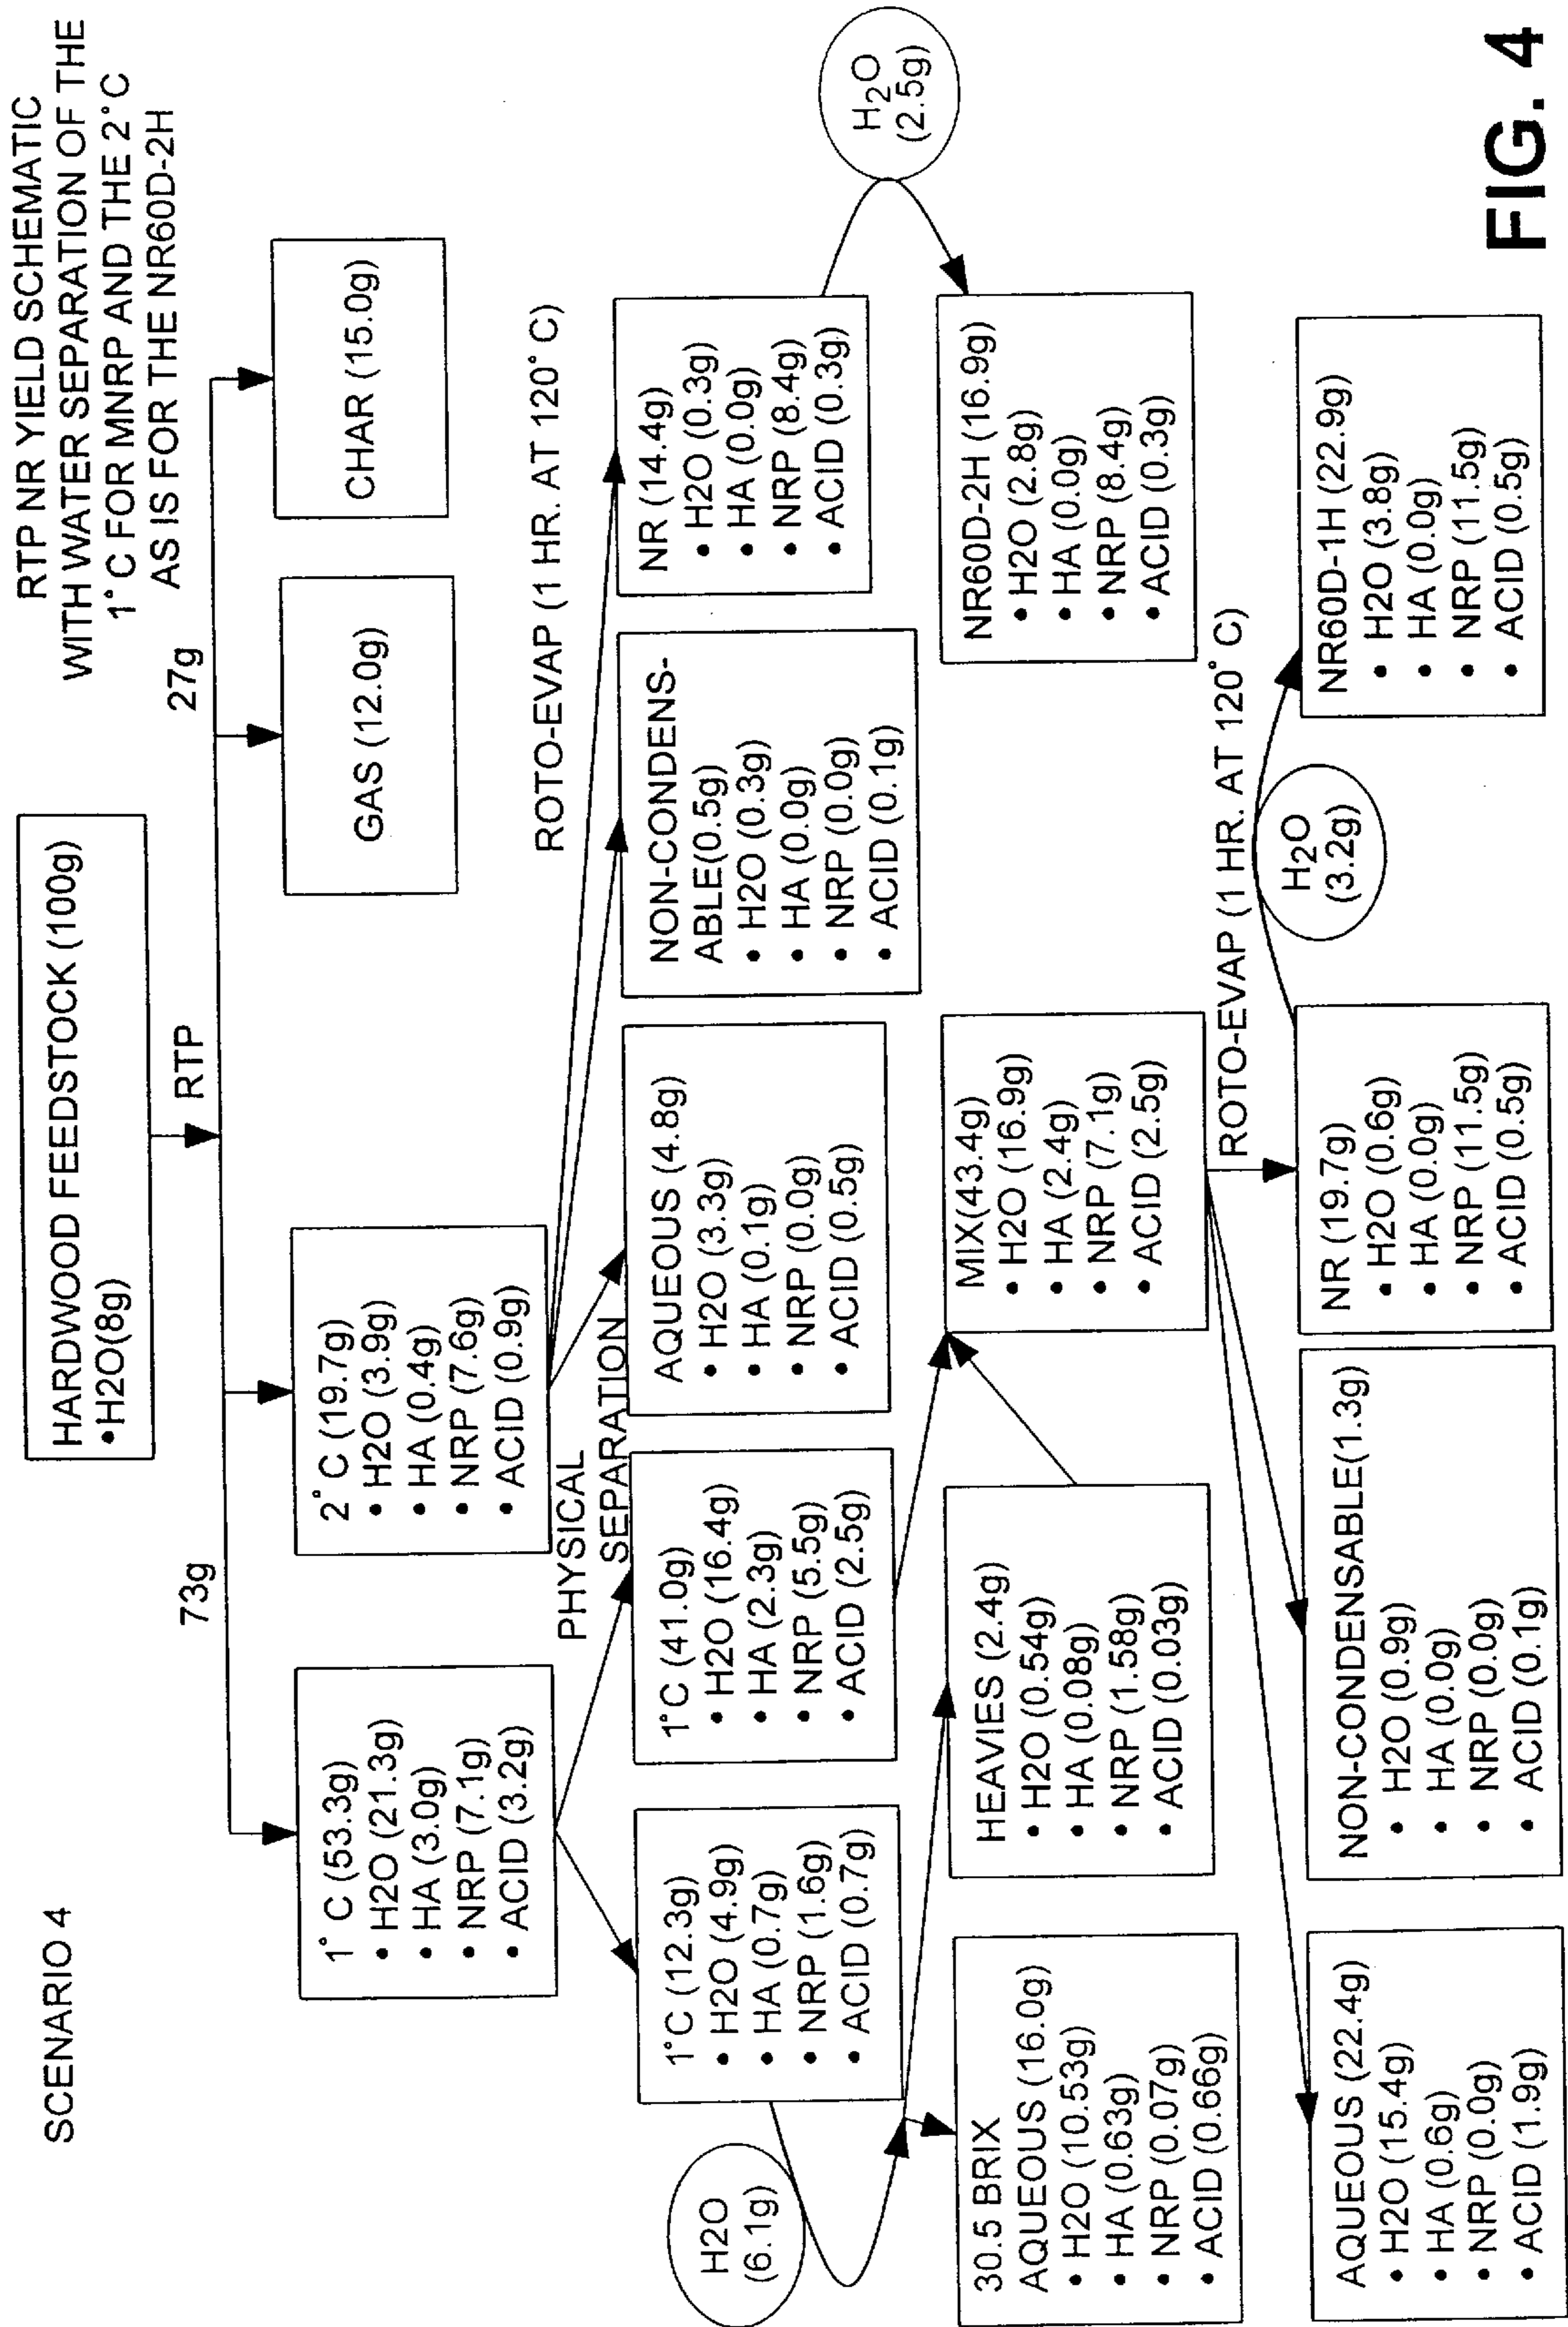 SCENARIO 4
RTP NR YIELD SCHEMATIC
WITH WATER SEPARATION OF THE
1°C FOR MNRP AND THE 2°C
AS IS FOR THE NR60D-2H
HARDWOOD FEEDSTOCK (100g)
•H2O(8g)
RTP
73g
27g
1°C (53.3g)
• H2O (21.3g)
• HA (3.0g)
• NRP (7.1g)
• ACID (3.2g)
2°C (19.7g)
• H2O (3.9g)
• HA (0.4g)
• NRP (7.6g)
• ACID (0.9g)
GAS (12.0g)
CHAR (15.0g)
PHYSICAL
SEPARATION
ROTO-EVAP (1 HR. AT 120°C)
1°C (12.3g)
• H2O (4.9g)
• HA (0.7g)
• NRP (1.6g)
• ACID (0.7g)
1°C (41.0g)
• H2O (16.4g)
• HA (2.3g)
• NRP (5.5g)
• ACID (2.5g)
AQUEOUS (4.8g)
• H2O (3.3g)
• HA (0.1g)
• NRP (0.0g)
• ACID (0.5g)
NON-CONDENS-
ABLE(0.5g)
• H2O (0.3g)
• HA (0.0g)
• NRP (0.0g)
• ACID (0.1g)
NR (14.4g)
• H2O (0.3g)
• HA (0.0g)
• NRP (8.4g)
• ACID (0.3g)
H2O
(6.1g)
H₂O
(2.5g)
30.5 BRIX
AQUEOUS (16.0g)
• H2O (10.53g)
• HA (0.63g)
• NRP (0.07g)
• ACID (0.66g)
HEAVIES (2.4g)
• H2O (0.54g)
• HA (0.08g)
• NRP (1.58g)
• ACID (0.03g)
MIX(43.4g)
• H2O (16.9g)
• HA (2.4g)
• NRP (7.1g)
• ACID (2.5g)
NR60D-2H (16.9g)
• H2O (2.8g)
• HA (0.0g)
• NRP (8.4g)
• ACID (0.3g)
ROTO-EVAP (1 HR. AT 120°C)
H₂O
(3.2g)
AQUEOUS (22.4g)
• H2O (15.4g)
• HA (0.6g)
• NRP (0.0g)
• ACID (1.9g)
NON-CONDENSABLE(1.3g)
• H2O (0.9g)
• HA (0.0g)
• NRP (0.0g)
• ACID (0.1g)
NR (19.7g)
• H2O (0.6g)
• HA (0.0g)
• NRP (11.5g)
• ACID (0.5g)
NR60D-1H (22.9g)
• H2O (3.8g)
• HA (0.0g)
• NRP (11.5g)
• ACID (0.5g)
FIG. 4